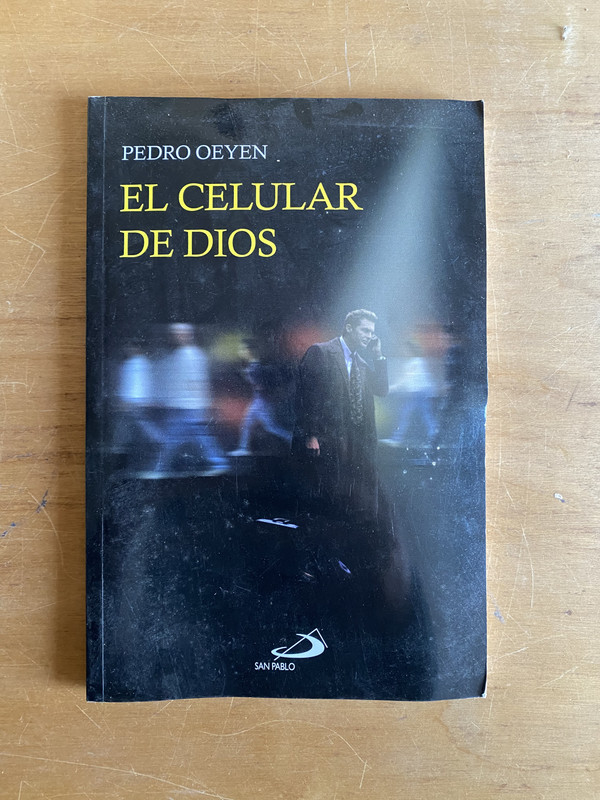 PEDRO OEYEN
EL CELULAR
DE DIOS
SAN PABLO